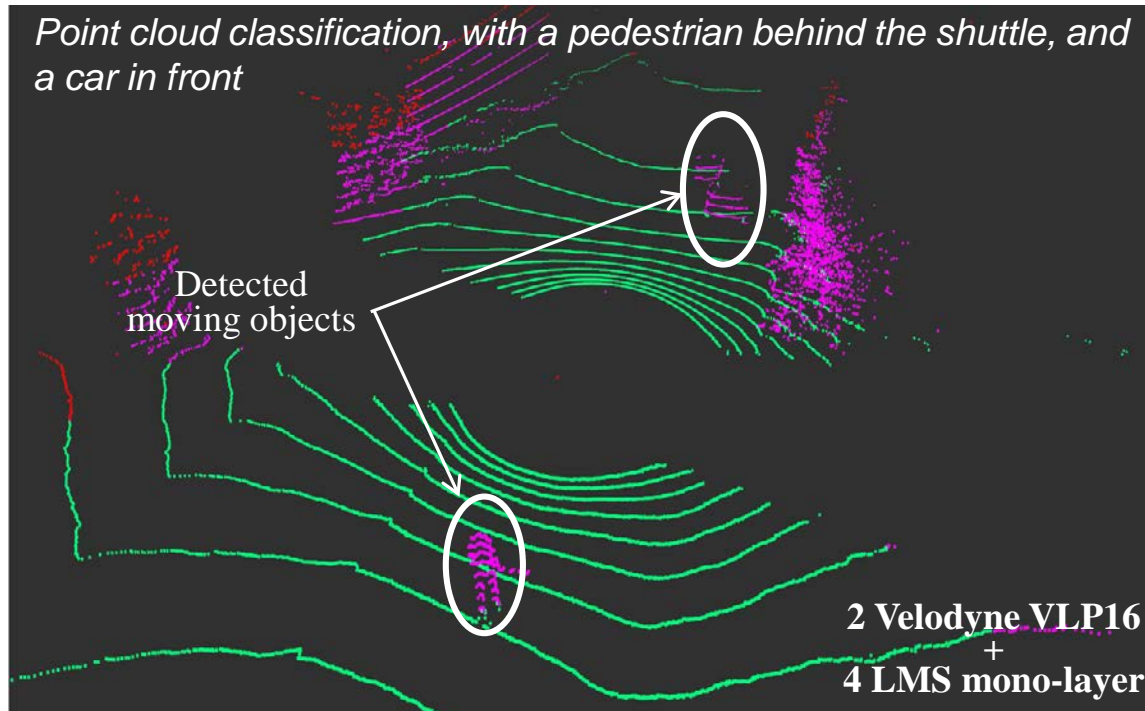 Point cloud classification, with a pedestrian behind the shuttle, and
a car in front
Detected
moving objects
2 Velodyne VLP16
+
4 LMS mono-layer